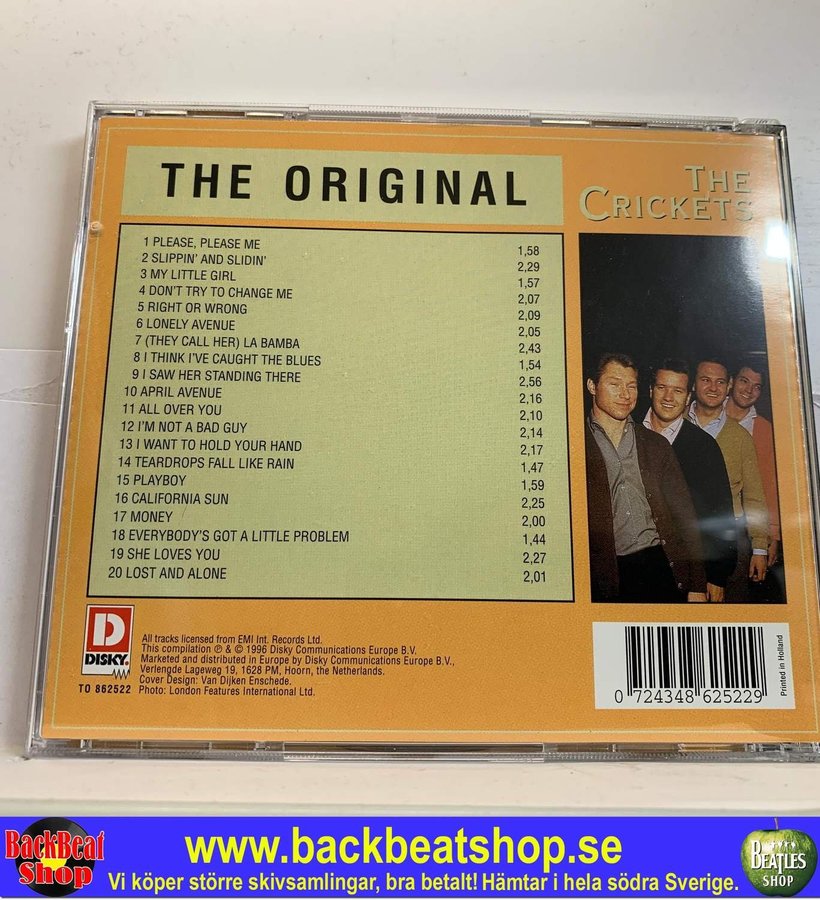 THE ORIGINAL
THE
CRICKETS
1 PLEASE, PLEASE ME 1,58
2 SLIPPIN' AND SLIDIN' 2,29
3 MY LITTLE GIRL 1,57
4 DON'T TRY TO CHANGE ME 2,07
5 RIGHT OR WRONG 2,09
6 LONELY AVENUE 2,05
7 (THEY CALL HER) LA BAMBA 2,43
8 I THINK I'VE CAUGHT THE BLUES 1,54
9 I SAW HER STANDING THERE 2,56
10 APRIL AVENUE 2,16
11 ALL OVER YOU 2,10
12 I'M NOT A BAD GUY 2,14
13 I WANT TO HOLD YOUR HAND 2,17
14 TEARDROPS FALL LIKE RAIN 1,47
15 PLAYBOY 1,59
16 CALIFORNIA SUN 2,25
17 MONEY 2,00
18 EVERYBODY'S GOT A LITTLE PROBLEM 1,44
19 SHE LOVES YOU 2,27
20 LOST AND ALONE 2,01
D
DISKY.
TO 862522
All tracks licensed from EMI Int. Records Ltd.
This compilation ℗ & © 1996 Disky Communications Europe B.V.
Marketed and distributed in Europe by Disky Communications Europe B.V.,
Verlengde Lageweg 19, 1628 PM, Hoorn, the Netherlands.
Cover Design: Van Dijken Enschede.
Photo: London Features International Ltd.
0 724348 625229
Printed in Holland
BackBeat
Shop
www.backbeatshop.se
Vi köper större skivsamlingar, bra betalt! Hämtar i hela södra Sverige.
BEATLES
SHOP